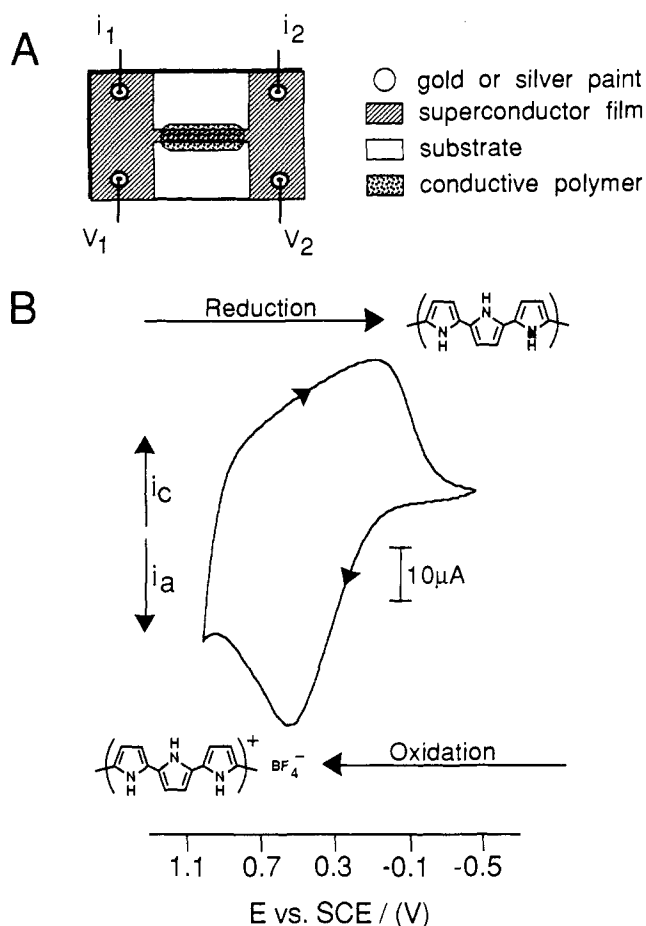 A
i1
i2
V1
V2
gold or silver paint
superconductor film
substrate
conductive polymer
B
Reduction
H
N
N
H
N
H
ic
ia
10μA
H
N
N
H
N
H
+
BF4−
Oxidation
1.1 0.7 0.3 -0.1 -0.5
E vs. SCE / (V)